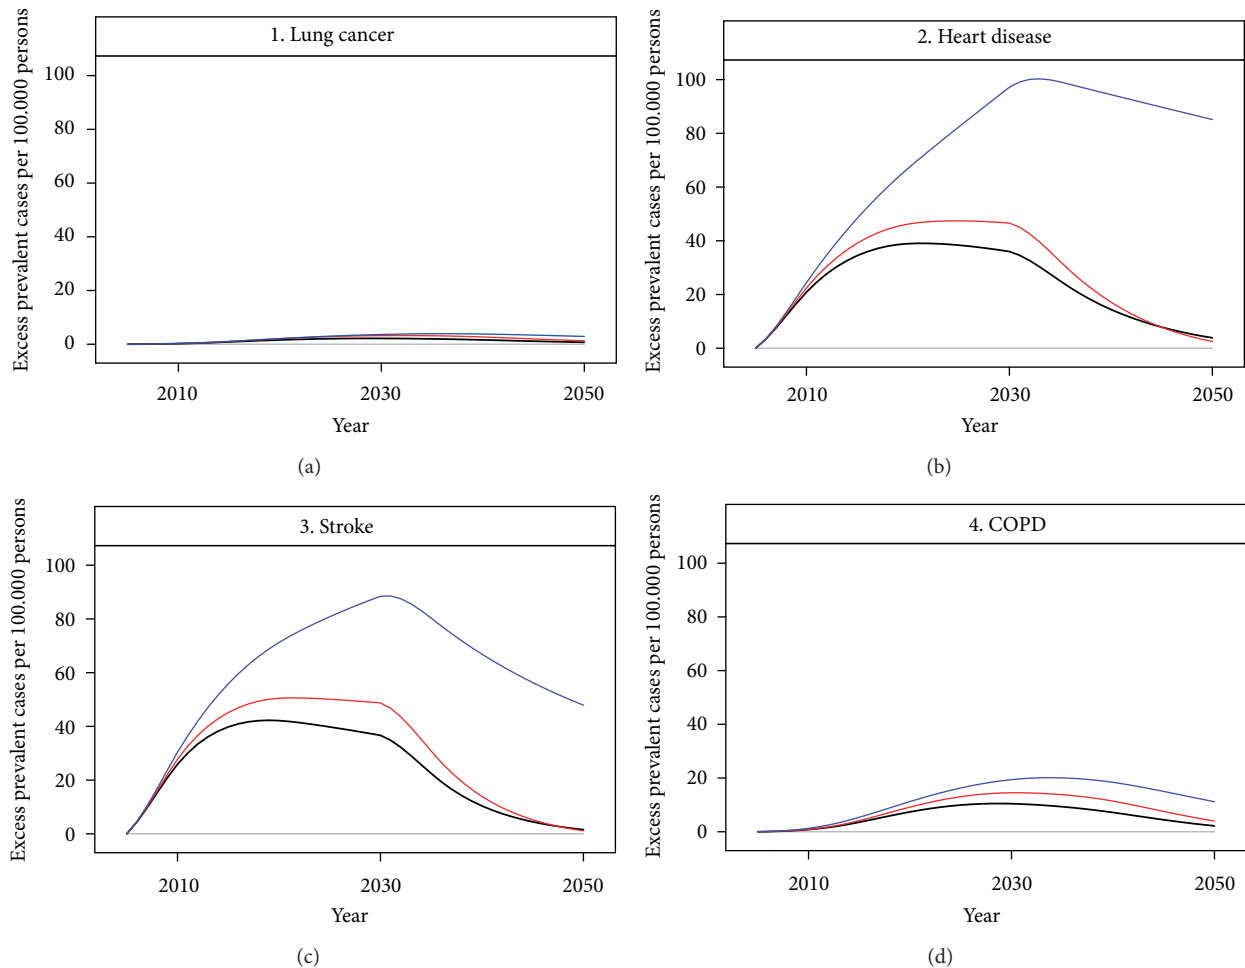 1. Lung cancer
Excess prevalent cases per 100.000 persons
100
80
60
40
20
0
2010
2030
2050
Year
(a)
2. Heart disease
Excess prevalent cases per 100.000 persons
100
80
60
40
20
0
2010
2030
2050
Year
(b)
3. Stroke
Excess prevalent cases per 100.000 persons
100
80
60
40
20
0
2010
2030
2050
Year
(c)
4. COPD
Excess prevalent cases per 100.000 persons
100
80
60
40
20
0
2010
2030
2050
Year
(d)